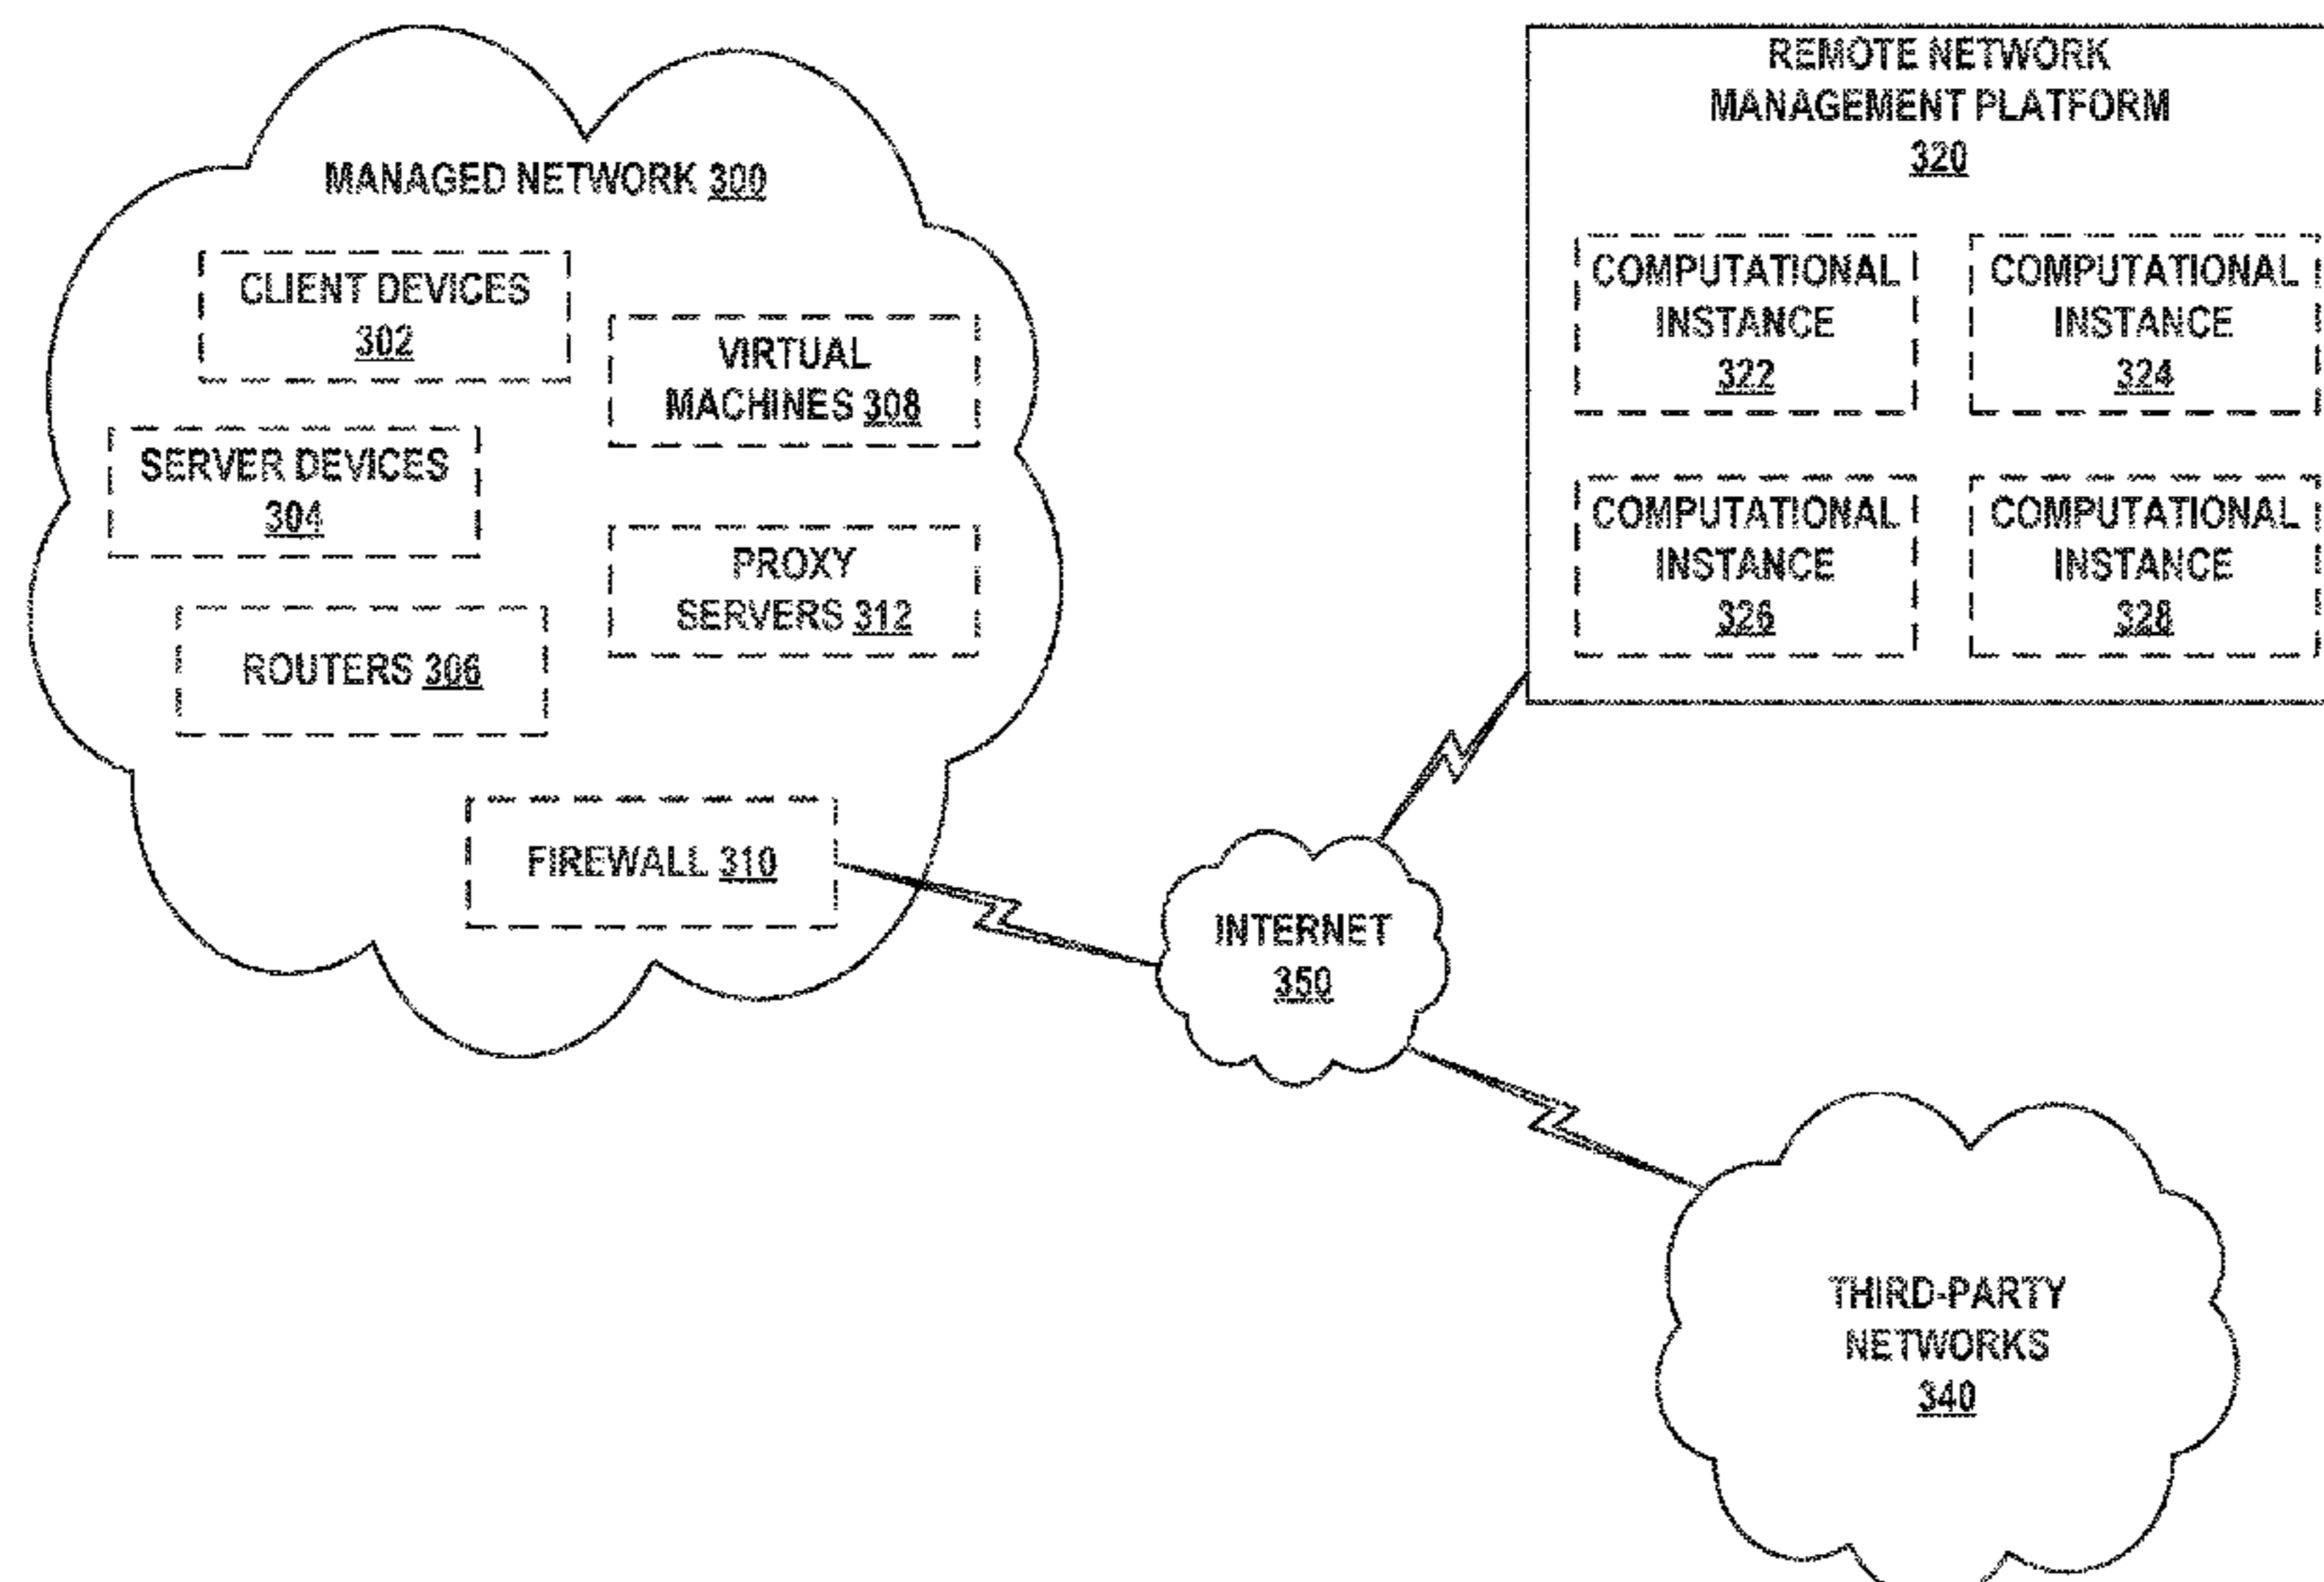 MANAGED NETWORK 300
CLIENT DEVICES
302
VIRTUAL
MACHINES 308
SERVER DEVICES
304
PROXY
SERVERS 312
ROUTERS 306
FIREWALL 310
REMOTE NETWORK
MANAGEMENT PLATFORM
320
COMPUTATIONAL
INSTANCE
322
COMPUTATIONAL
INSTANCE
324
COMPUTATIONAL
INSTANCE
326
COMPUTATIONAL
INSTANCE
328
INTERNET
350
THIRD-PARTY
NETWORKS
340